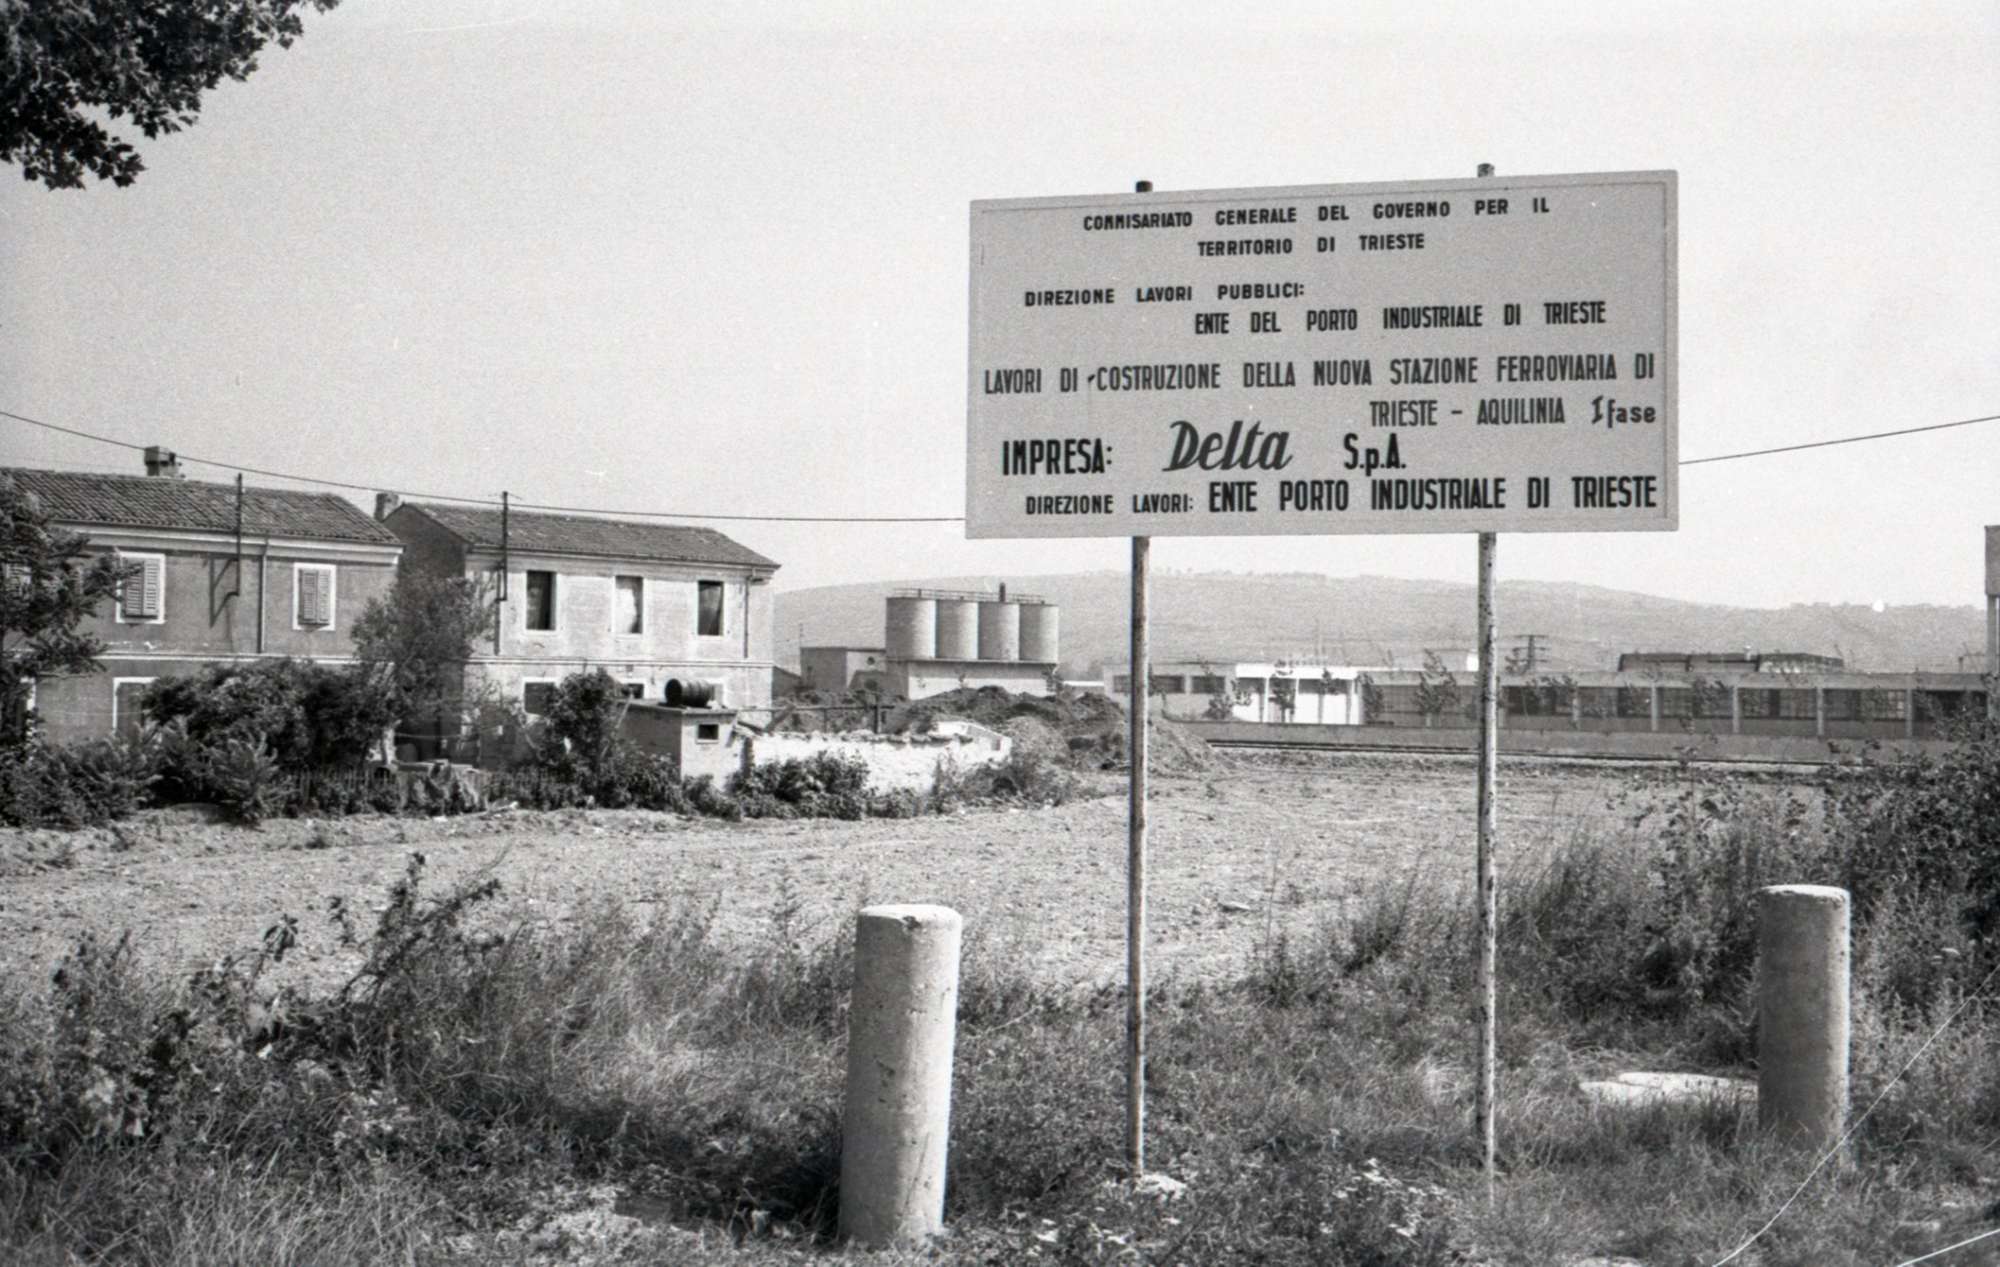 COMMISARIATO GENERALE DEL GOVERNO PER IL
TERRITORIO DI TRIESTE
DIREZIONE LAVORI PUBBLICI:
ENTE DEL PORTO INDUSTRIALE DI TRIESTE
LAVORI DI COSTRUZIONE DELLA NUOVA STAZIONE FERROVIARIA DI
TRIESTE - AQUILINIA I fase
IMPRESA: Delta S.p.A.
DIREZIONE LAVORI: ENTE PORTO INDUSTRIALE DI TRIESTE